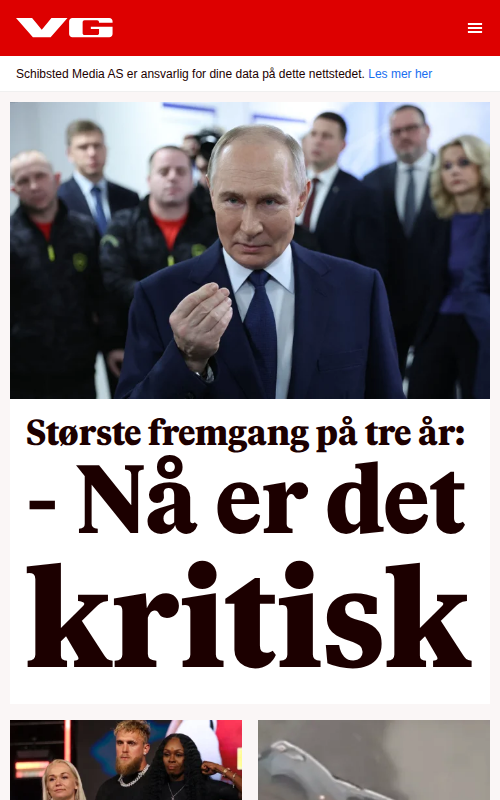 VG
Schibsted Media AS er ansvarlig for dine data på dette nettstedet. Les mer her
Største fremgang på tre år:
- Nå er det
kritisk